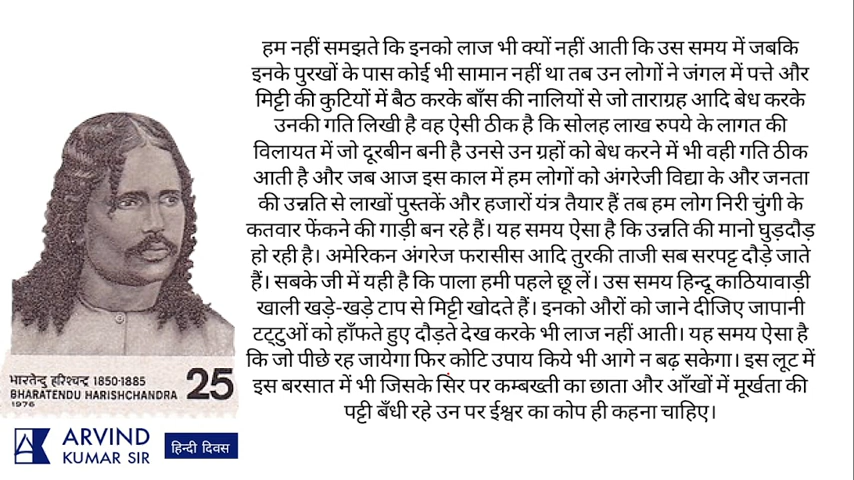 हम नहीं समझते कि इनको लाज भी क्यों नहीं आती कि उस समय में जबकि
इनके पुरखों के पास कोई भी सामान नहीं था तब उन लोगों ने जंगल में पत्ते और
मिट्टी की कुटियों में बैठ करके बाँस की नालियों से जो ताराग्रह आदि बेध करके
उनकी गति लिखी है वह ऐसी ठीक है कि सोलह लाख रुपये के लागत की
विलायत में जो दूरबीन बनी है उनसे उन ग्रहों को बेध करने में भी वही गति ठीक
आती है और जब आज इस काल में हम लोगों को अंगरेजी विद्या के और जनता
की उन्नति से लाखों पुस्तकें और हजारों यंत्र तैयार हैं तब हम लोग निरी चुंगी के
कतवार फेंकने की गाड़ी बन रहे हैं। यह समय ऐसा है कि उन्नति की मानो घुड़दौड़
हो रही है। अमेरिकन अंगरेज फरासीस आदि तुरकी ताजी सब सरपट्ट दौड़े जाते
हैं। सबके जी में यही है कि पाला हमी पहले छू लें। उस समय हिन्दू काठियावाड़ी
खाली खड़े-खड़े टाप से मिट्टी खोदते हैं। इनको औरों को जाने दीजिए जापानी
टट्टुओं को हाँफते हुए दौड़ते देख करके भी लाज नहीं आती। यह समय ऐसा है
कि जो पीछे रह जायेगा फिर कोटि उपाय किये भी आगे न बढ़ सकेगा। इस लूट में
इस बरसात में भी जिसके सिर पर कम्बख्ती का छाता और आँखों में मूर्खता की
पट्टी बँधी रहे उन पर ईश्वर का कोप ही कहना चाहिए।
भारतेन्दु हरिश्चन्द्र 1850-1885
BHARATENDU HARISHCHANDRA
25
1976
ARVIND
KUMAR SIR
हिन्दी दिवस